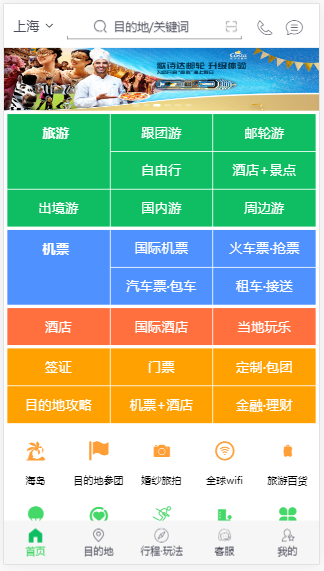 上海 目的地/关键词
歌诗达邮轮 升级体验
旅游 跟团游 邮轮游
自由行 酒店+景点
出境游 国内游 周边游
机票 国际机票 火车票·抢票
汽车票·包车 租车·接送
酒店 国际酒店 当地玩乐
签证 门票 定制·包团
目的地攻略 机票+酒店 金融·理财
海岛 目的地参团 婚纱旅拍 全球wifi 旅游百货
首页 目的地 行程·玩法 客服 我的